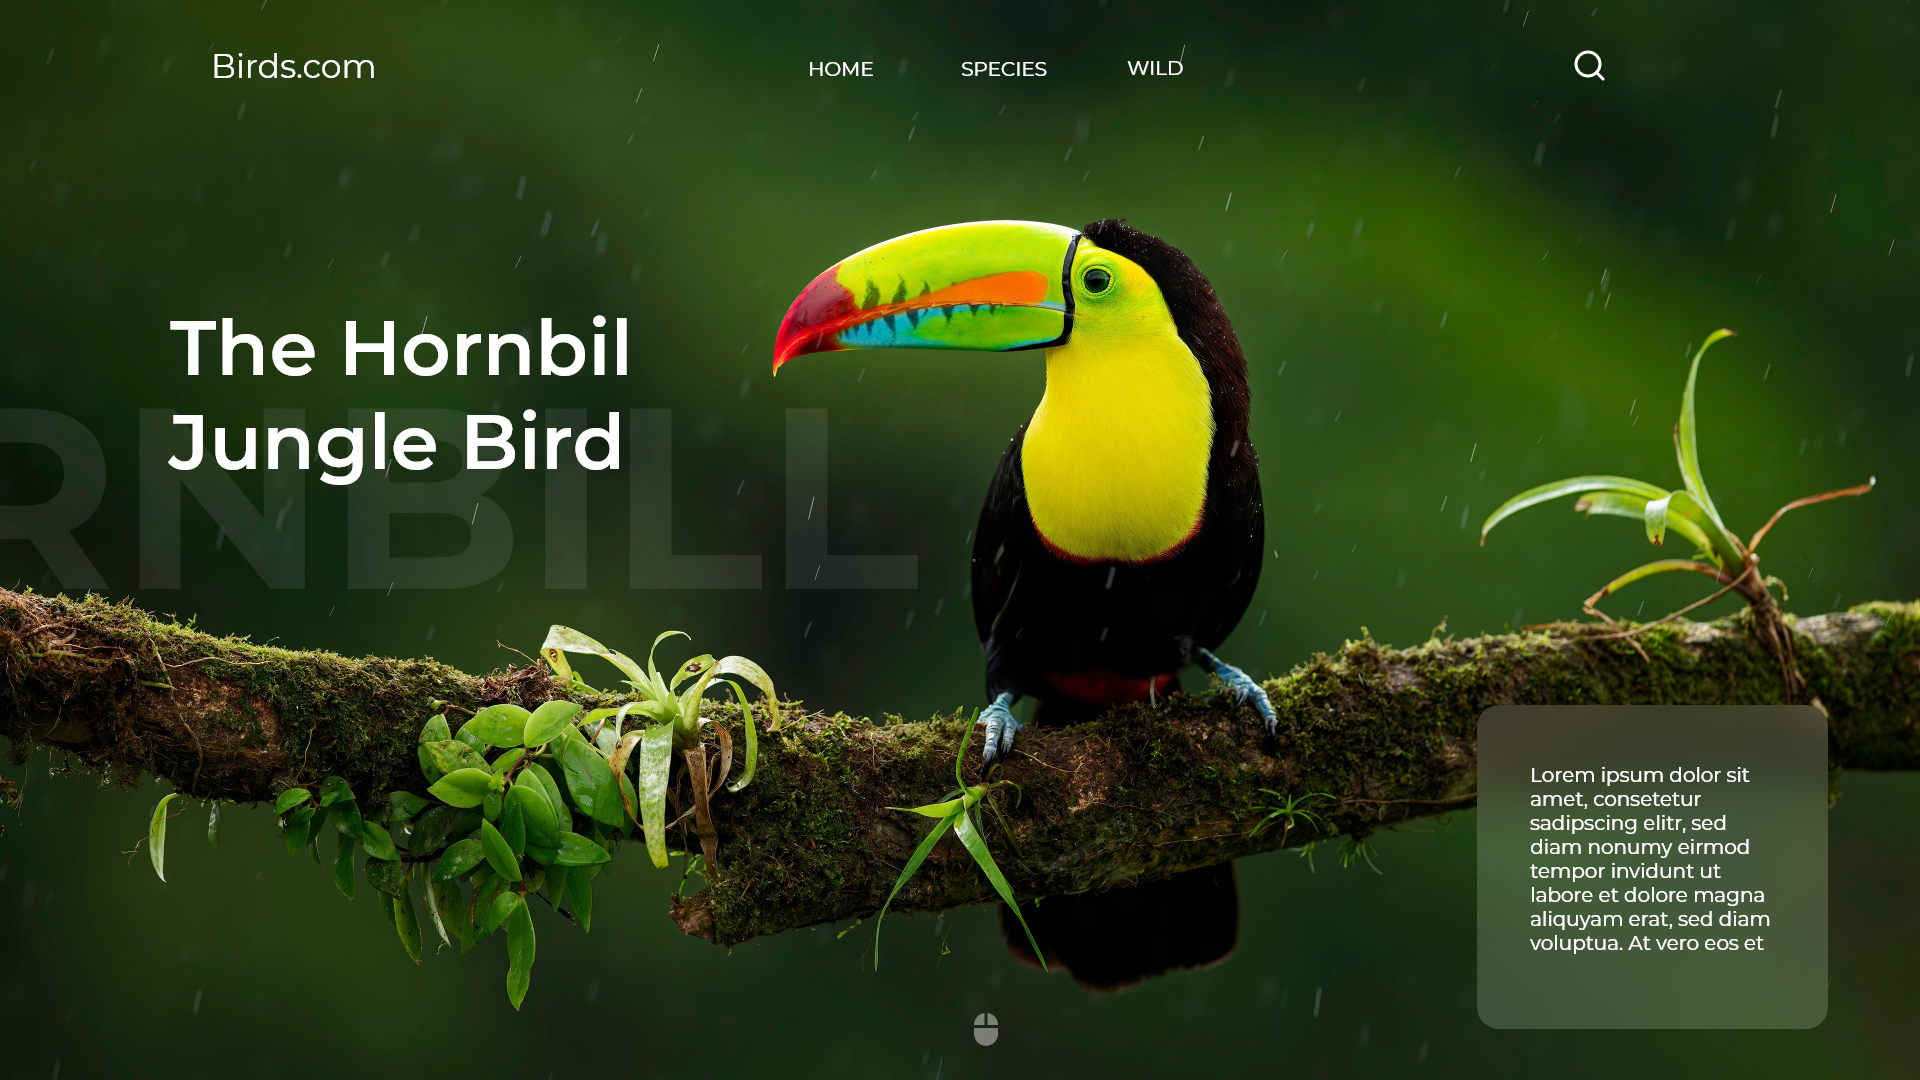 Birds.com
HOME SPECIES WILD
The Hornbil
Jungle Bird
RNBILL
Lorem ipsum dolor sit
amet, consetetur
sadipscing elitr, sed
diam nonumy eirmod
tempor invidunt ut
labore et dolore magna
aliquyam erat, sed diam
voluptua. At vero eos et